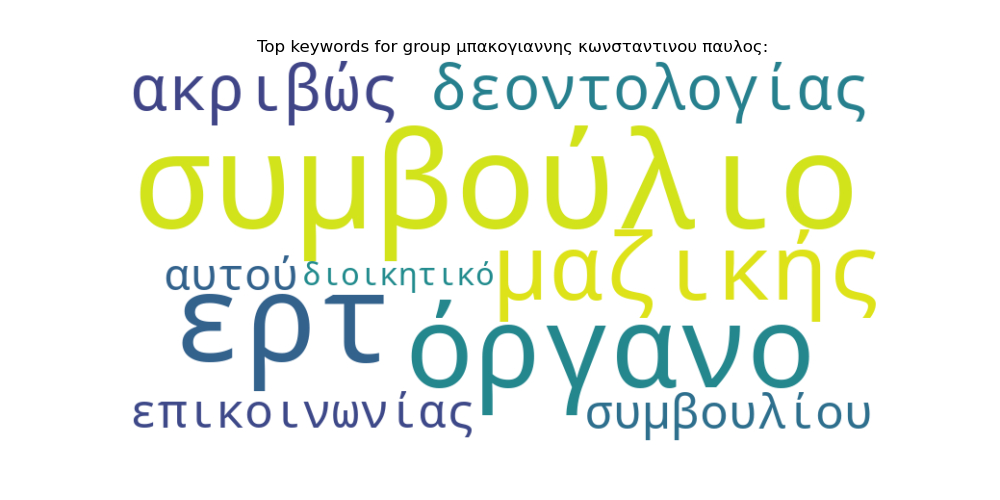 Top keywords for group μπακογιαννης κωνσταντινου παυλος:
ακριβώς δεοντολογίας
συμβούλιο
μαζικής
αυτού διοικητικό
ερτ όργανο
επικοινωνίας συμβουλίου